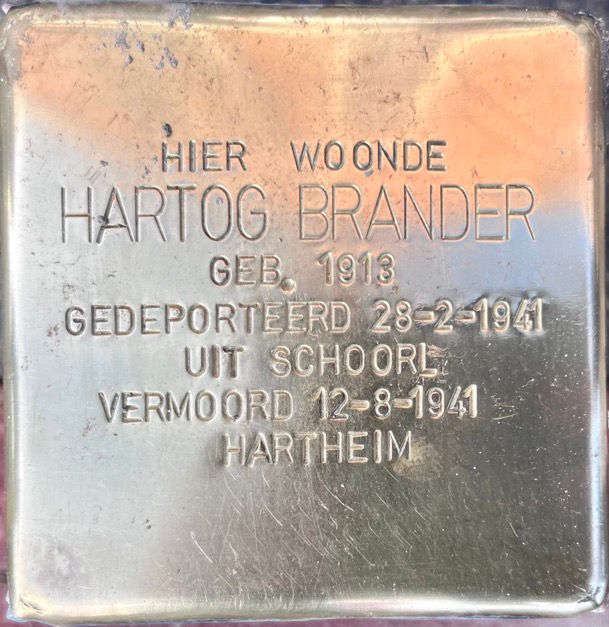 HIER WOONDE
HARTOG BRANDER
GEB. 1913
GEDEPORTEERD 28-2-1941
UIT SCHOORL
VERMOORD 12-8-1941
HARTHEIM